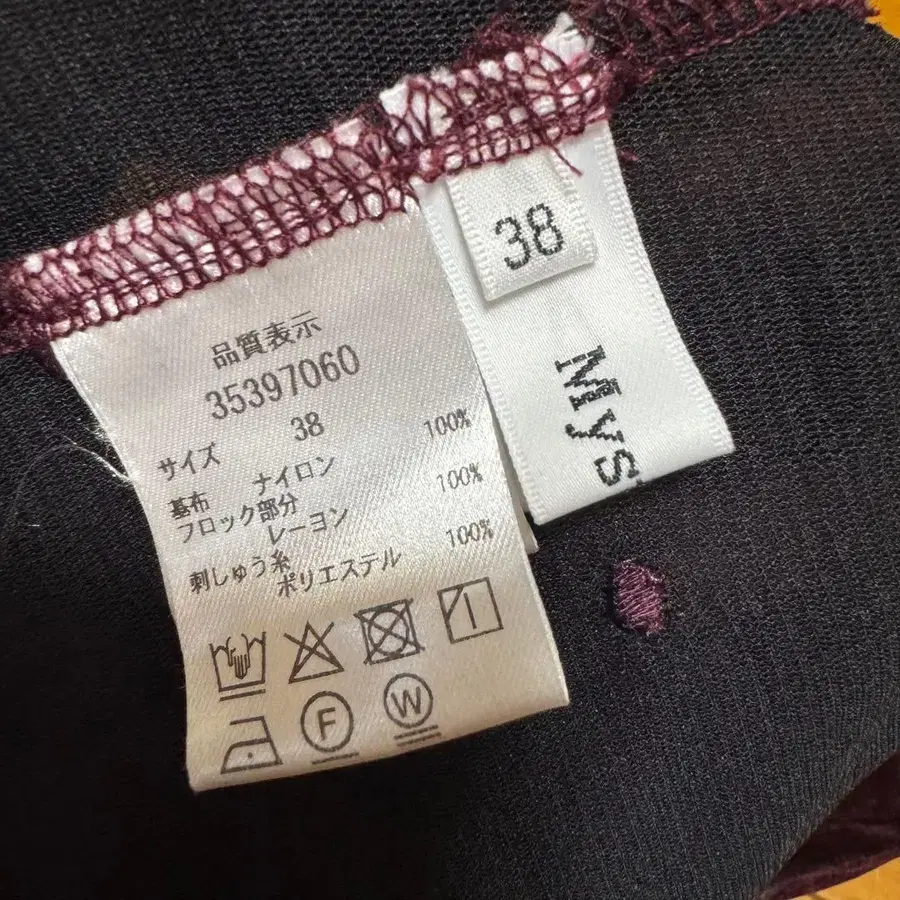 品質表示
35397060
サイズ 38
基布 ナイロン 100%
フロック部分
レーヨン 100%
刺しゅう糸
ポリエステル 100%
F
W
38
Mys